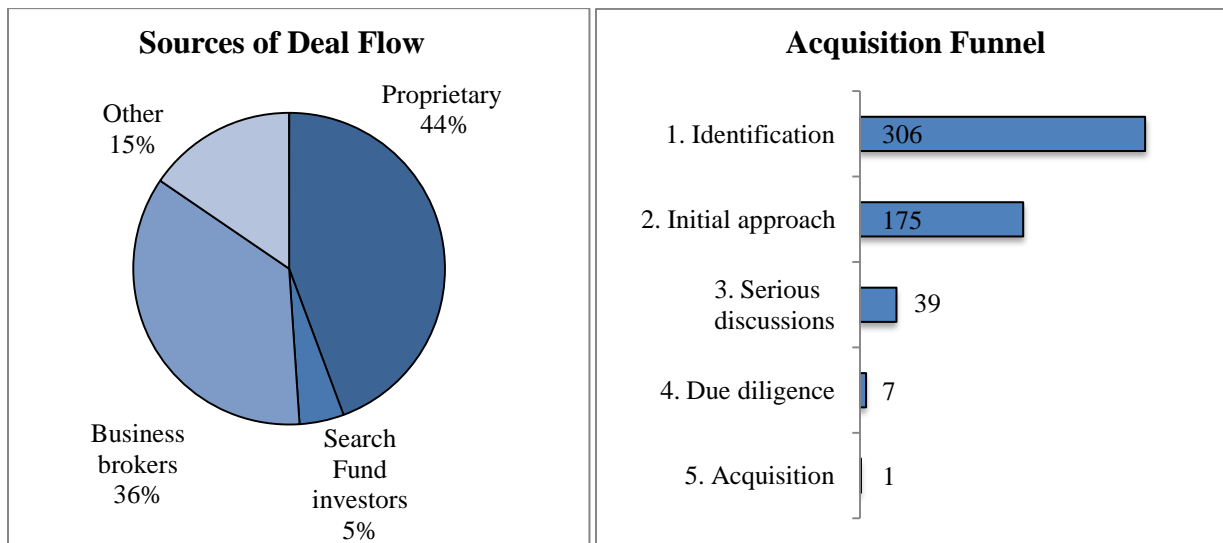 Sources of Deal Flow
Proprietary
44%
Other
15%
Business
brokers
36%
Search
Fund
investors
5%
Acquisition Funnel
1. Identification
306
2. Initial approach
175
3. Serious
discussions
39
4. Due diligence
7
5. Acquisition
1